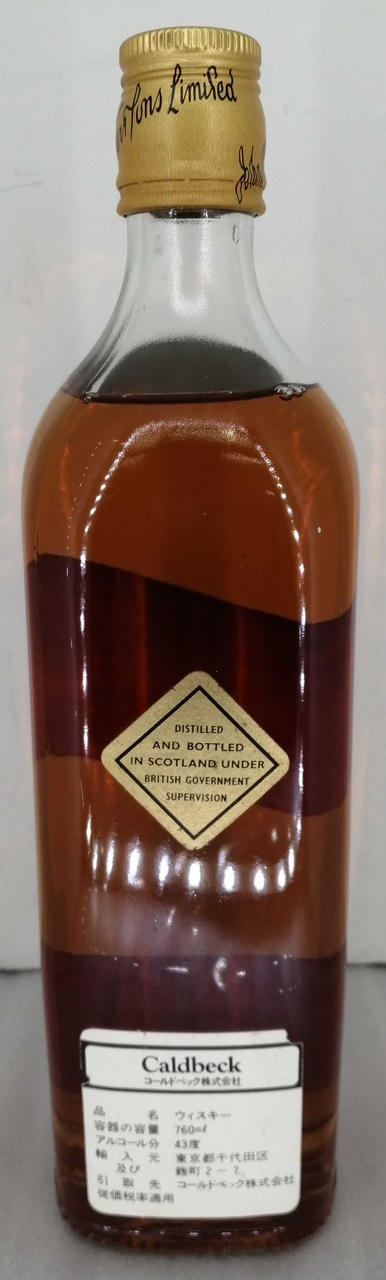 Sons Limited
John
DISTILLED
AND BOTTLED
IN SCOTLAND UNDER
BRITISH GOVERNMENT
SUPERVISION
Caldbeck
コールドベック株式会社
品 名 ウィスキー
容器の容量 760ml
アルコール分 43度
輸入元 東京都千代田区
及び 麹町2-7
引取先 コールドベック株式会社
従価税率適用